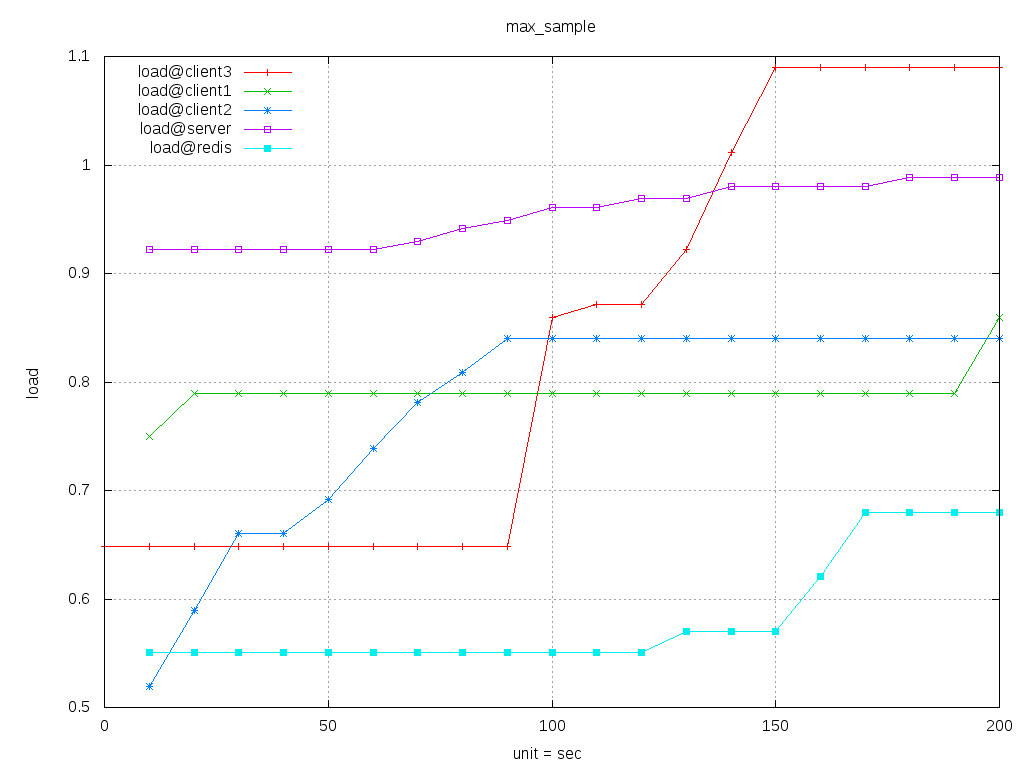 max_sample
1.1
1
0.9
0.8
0.7
0.6
0.5
load
load@client3
load@client1
load@client2
load@server
load@redis
0 50 100 150 200
unit = sec